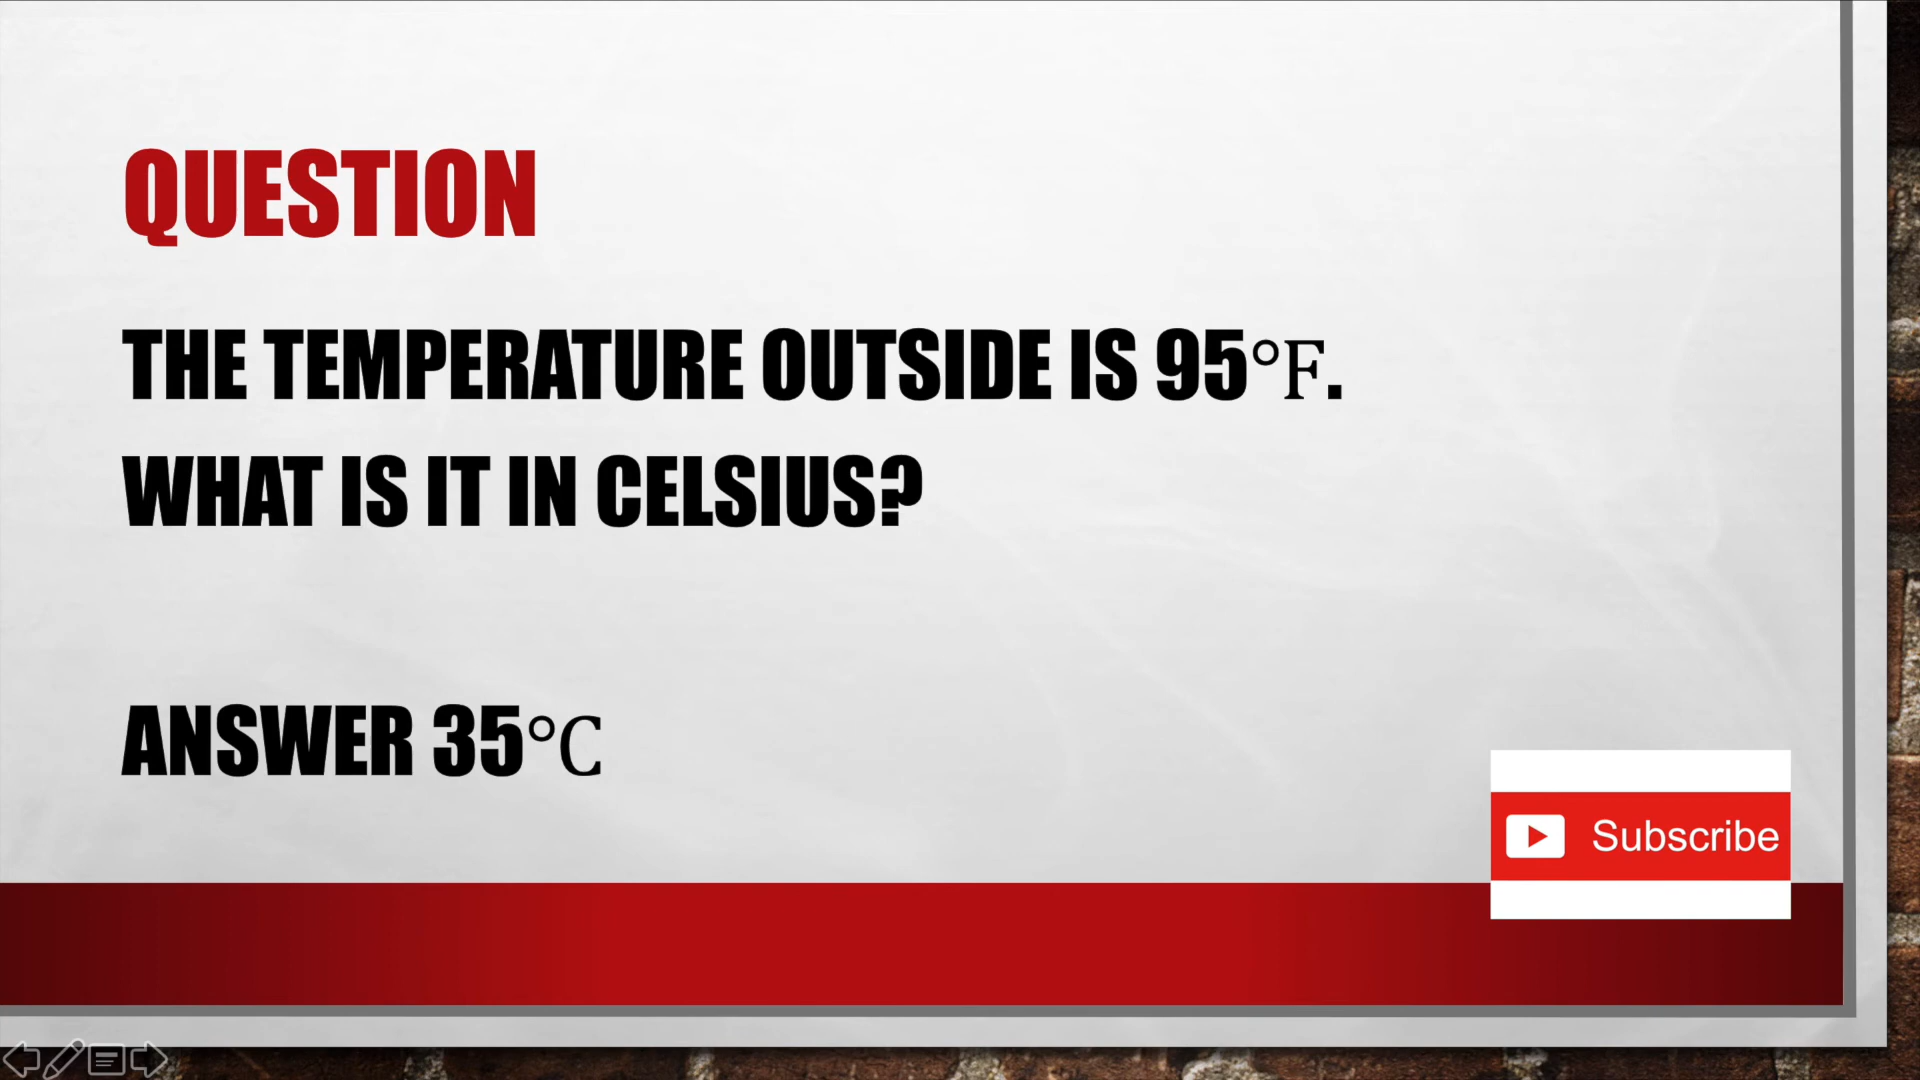 QUESTION
THE TEMPERATURE OUTSIDE IS 95°F.
WHAT IS IT IN CELSIUS?
ANSWER 35°C
Subscribe